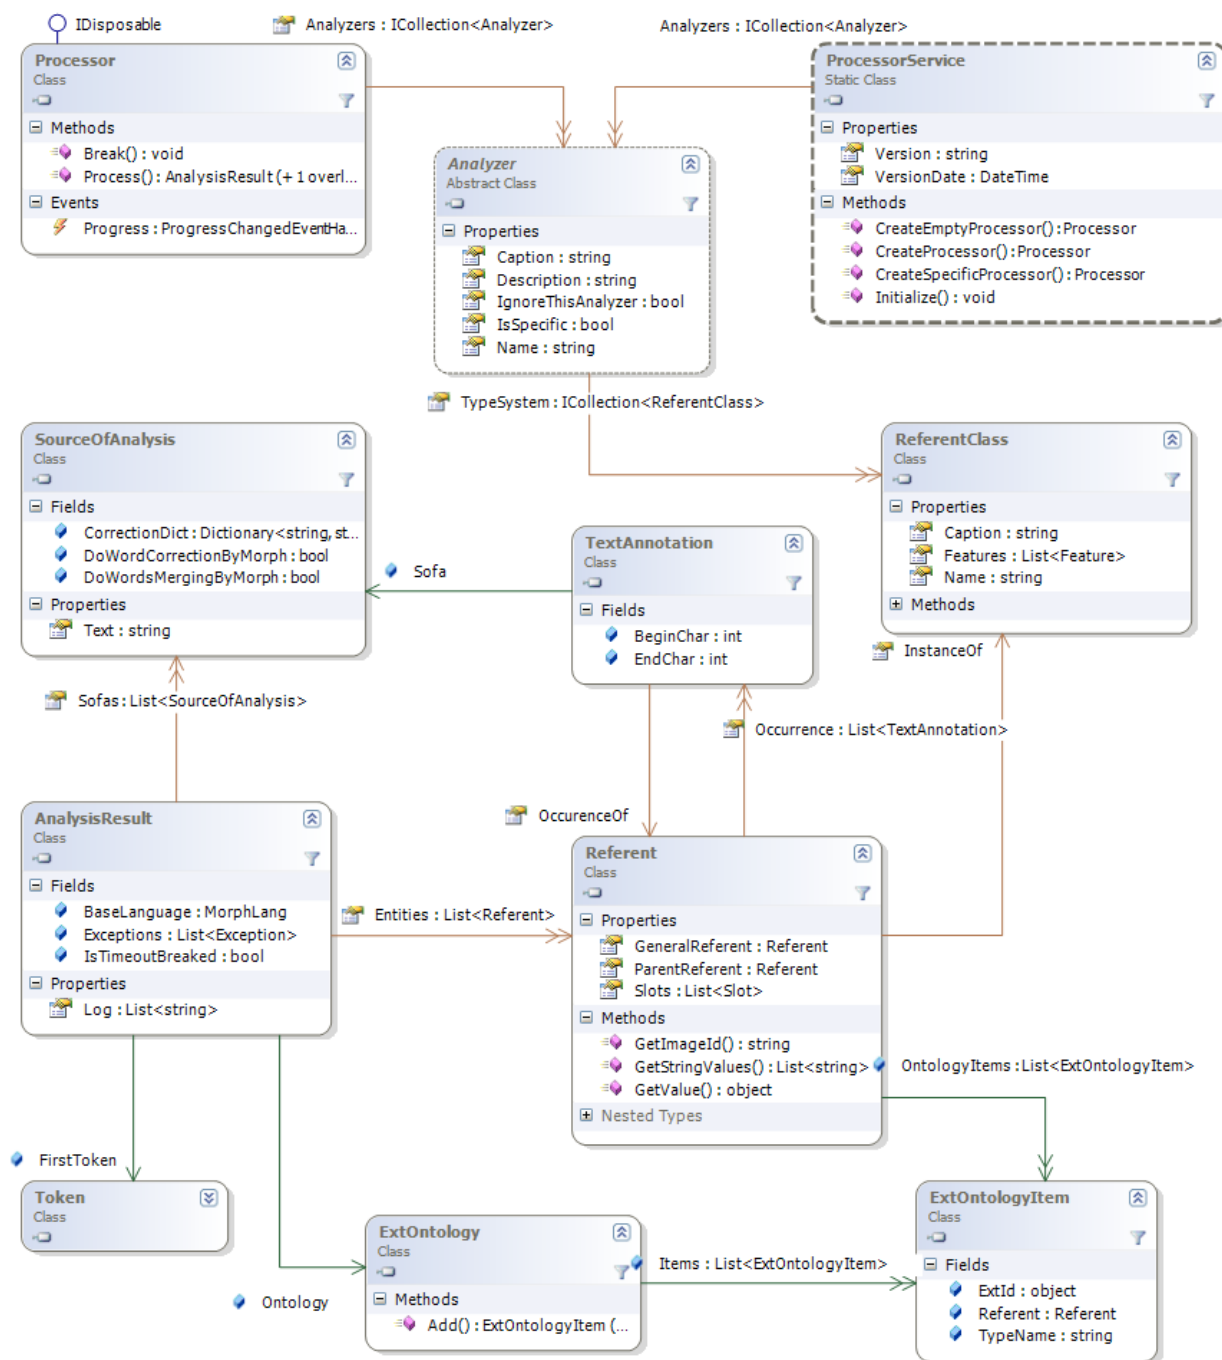 IDisposable
Analyzers : ICollection<Analyzer>
Analyzers : ICollection<Analyzer>
Processor
Class
Methods
Break() : void
Process() : AnalysisResult (+ 1 overl...
Events
Progress : ProgressChangedEventHa...
ProcessorService
Static Class
Properties
Version : string
VersionDate : DateTime
Methods
CreateEmptyProcessor():Processor
CreateProcessor():Processor
CreateSpecificProcessor():Processor
Initialize() : void
Analyzer
Abstract Class
Properties
Caption : string
Description : string
IgnoreThisAnalyzer : bool
IsSpecific : bool
Name : string
TypeSystem : ICollection<ReferentClass>
SourceOfAnalysis
Class
Fields
CorrectionDict : Dictionary<string, st...
DoWordCorrectionByMorph : bool
DoWordsMergingByMorph : bool
Properties
Text : string
ReferentClass
Class
Properties
Caption : string
Features : List<Feature>
Name : string
Methods
TextAnnotation
Class
Fields
BeginChar : int
EndChar : int
Sofa
InstanceOf
Sofas:List<SourceOfAnalysis>
Occurrence : List<TextAnnotation>
OccurenceOf
AnalysisResult
Class
Fields
BaseLanguage : MorphLang
Exceptions : List<Exception>
IsTimeoutBreaked : bool
Properties
Log : List<string>
Entities : List<Referent>
Referent
Class
Properties
GeneralReferent : Referent
ParentReferent : Referent
Slots : List<Slot>
Methods
GetImageId() : string
GetStringValues() : List<string>
GetValue() : object
Nested Types
OntologyItems:List<ExtOntologyItem>
FirstToken
Token
Class
ExtOntology
Class
Methods
Add() : ExtOntologyItem (...
Ontology
Items : List<ExtOntologyItem>
ExtOntologyItem
Class
Fields
ExtId : object
Referent : Referent
TypeName : string